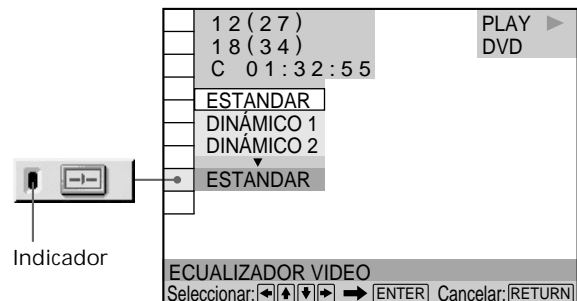 12(27)
PLAY
18(34)
DVD
C 01:32:55
ESTANDAR
DINÁMICO 1
DINÁMICO 2
ESTANDAR
Indicador
ECUALIZADOR VIDEO
Seleccionar: ENTER Cancelar: RETURN